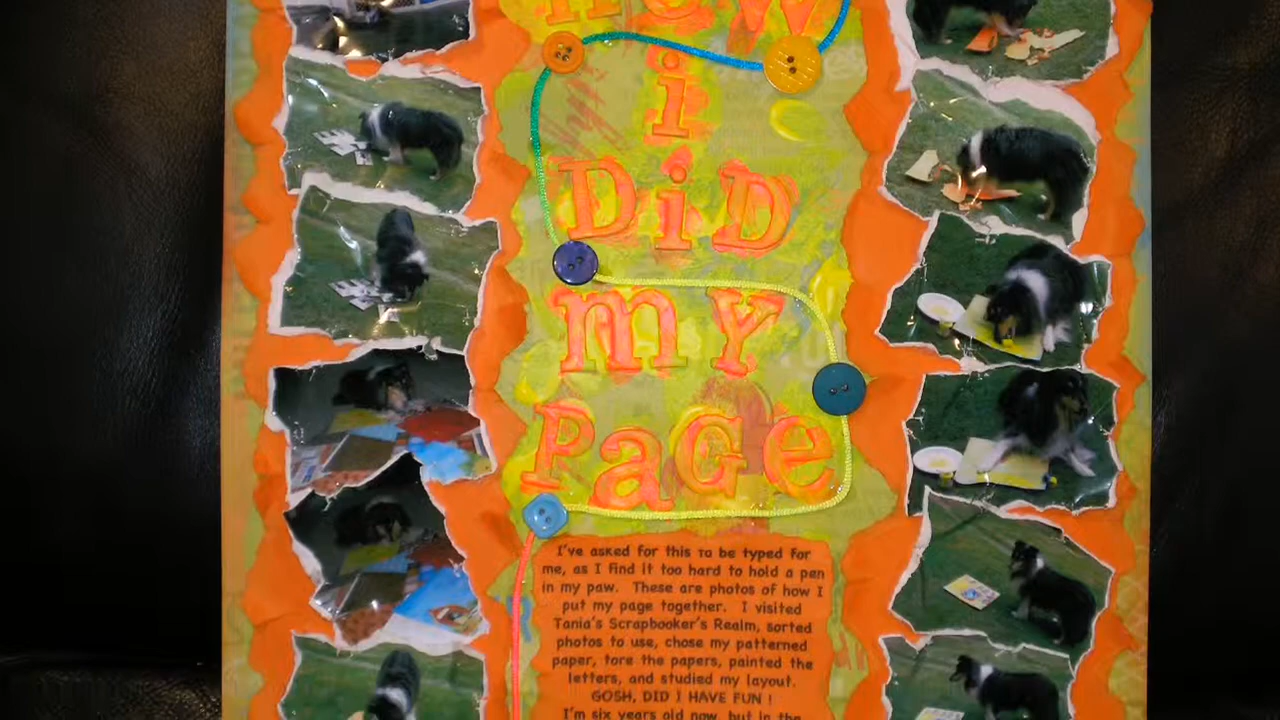 How
i
DiD
my
PaGe
I've asked for this to be typed for
me, as I find it too hard to hold a pen
in my paw. These are photos of how I
put my page together. I visited
Tania's Scrapbooker's Realm, sorted
photos to use, chose my patterned
paper, tore the papers, painted the
letters, and studied my layout.
GOSH, DID I HAVE FUN !
I'm six years old now, but in the